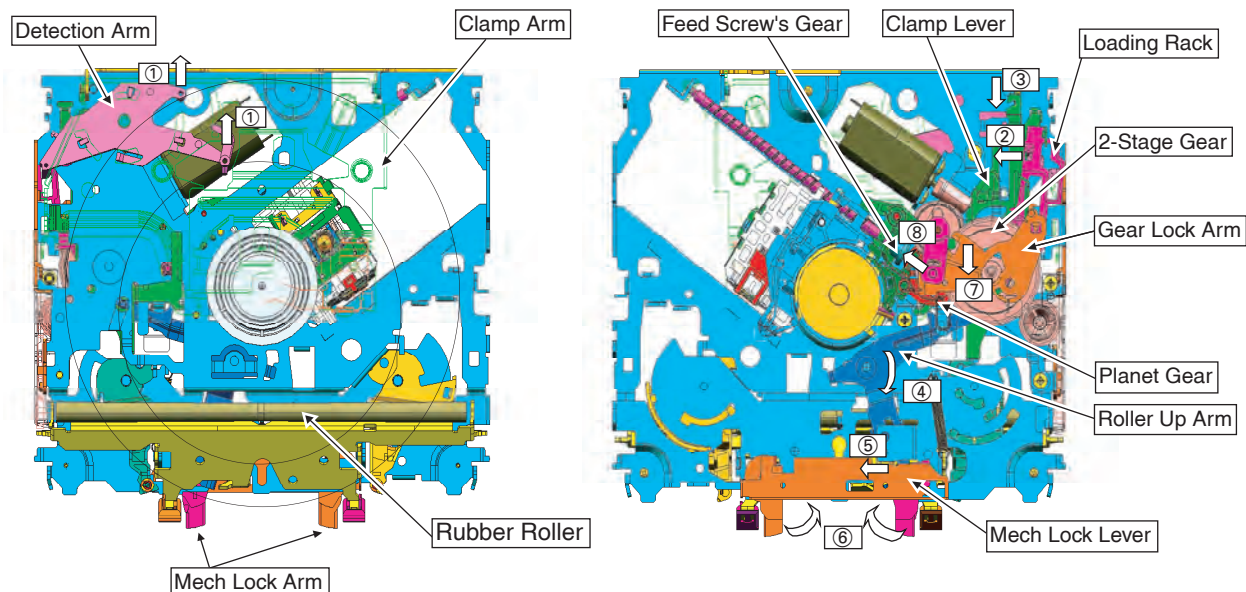 Detection Arm
Clamp Arm
Feed Screw's Gear
Clamp Lever
Loading Rack
①
①
③
②
2-Stage Gear
Gear Lock Arm
⑧
⑦
Planet Gear
④
Roller Up Arm
⑤
⑥
Mech Lock Lever
Rubber Roller
Mech Lock Arm